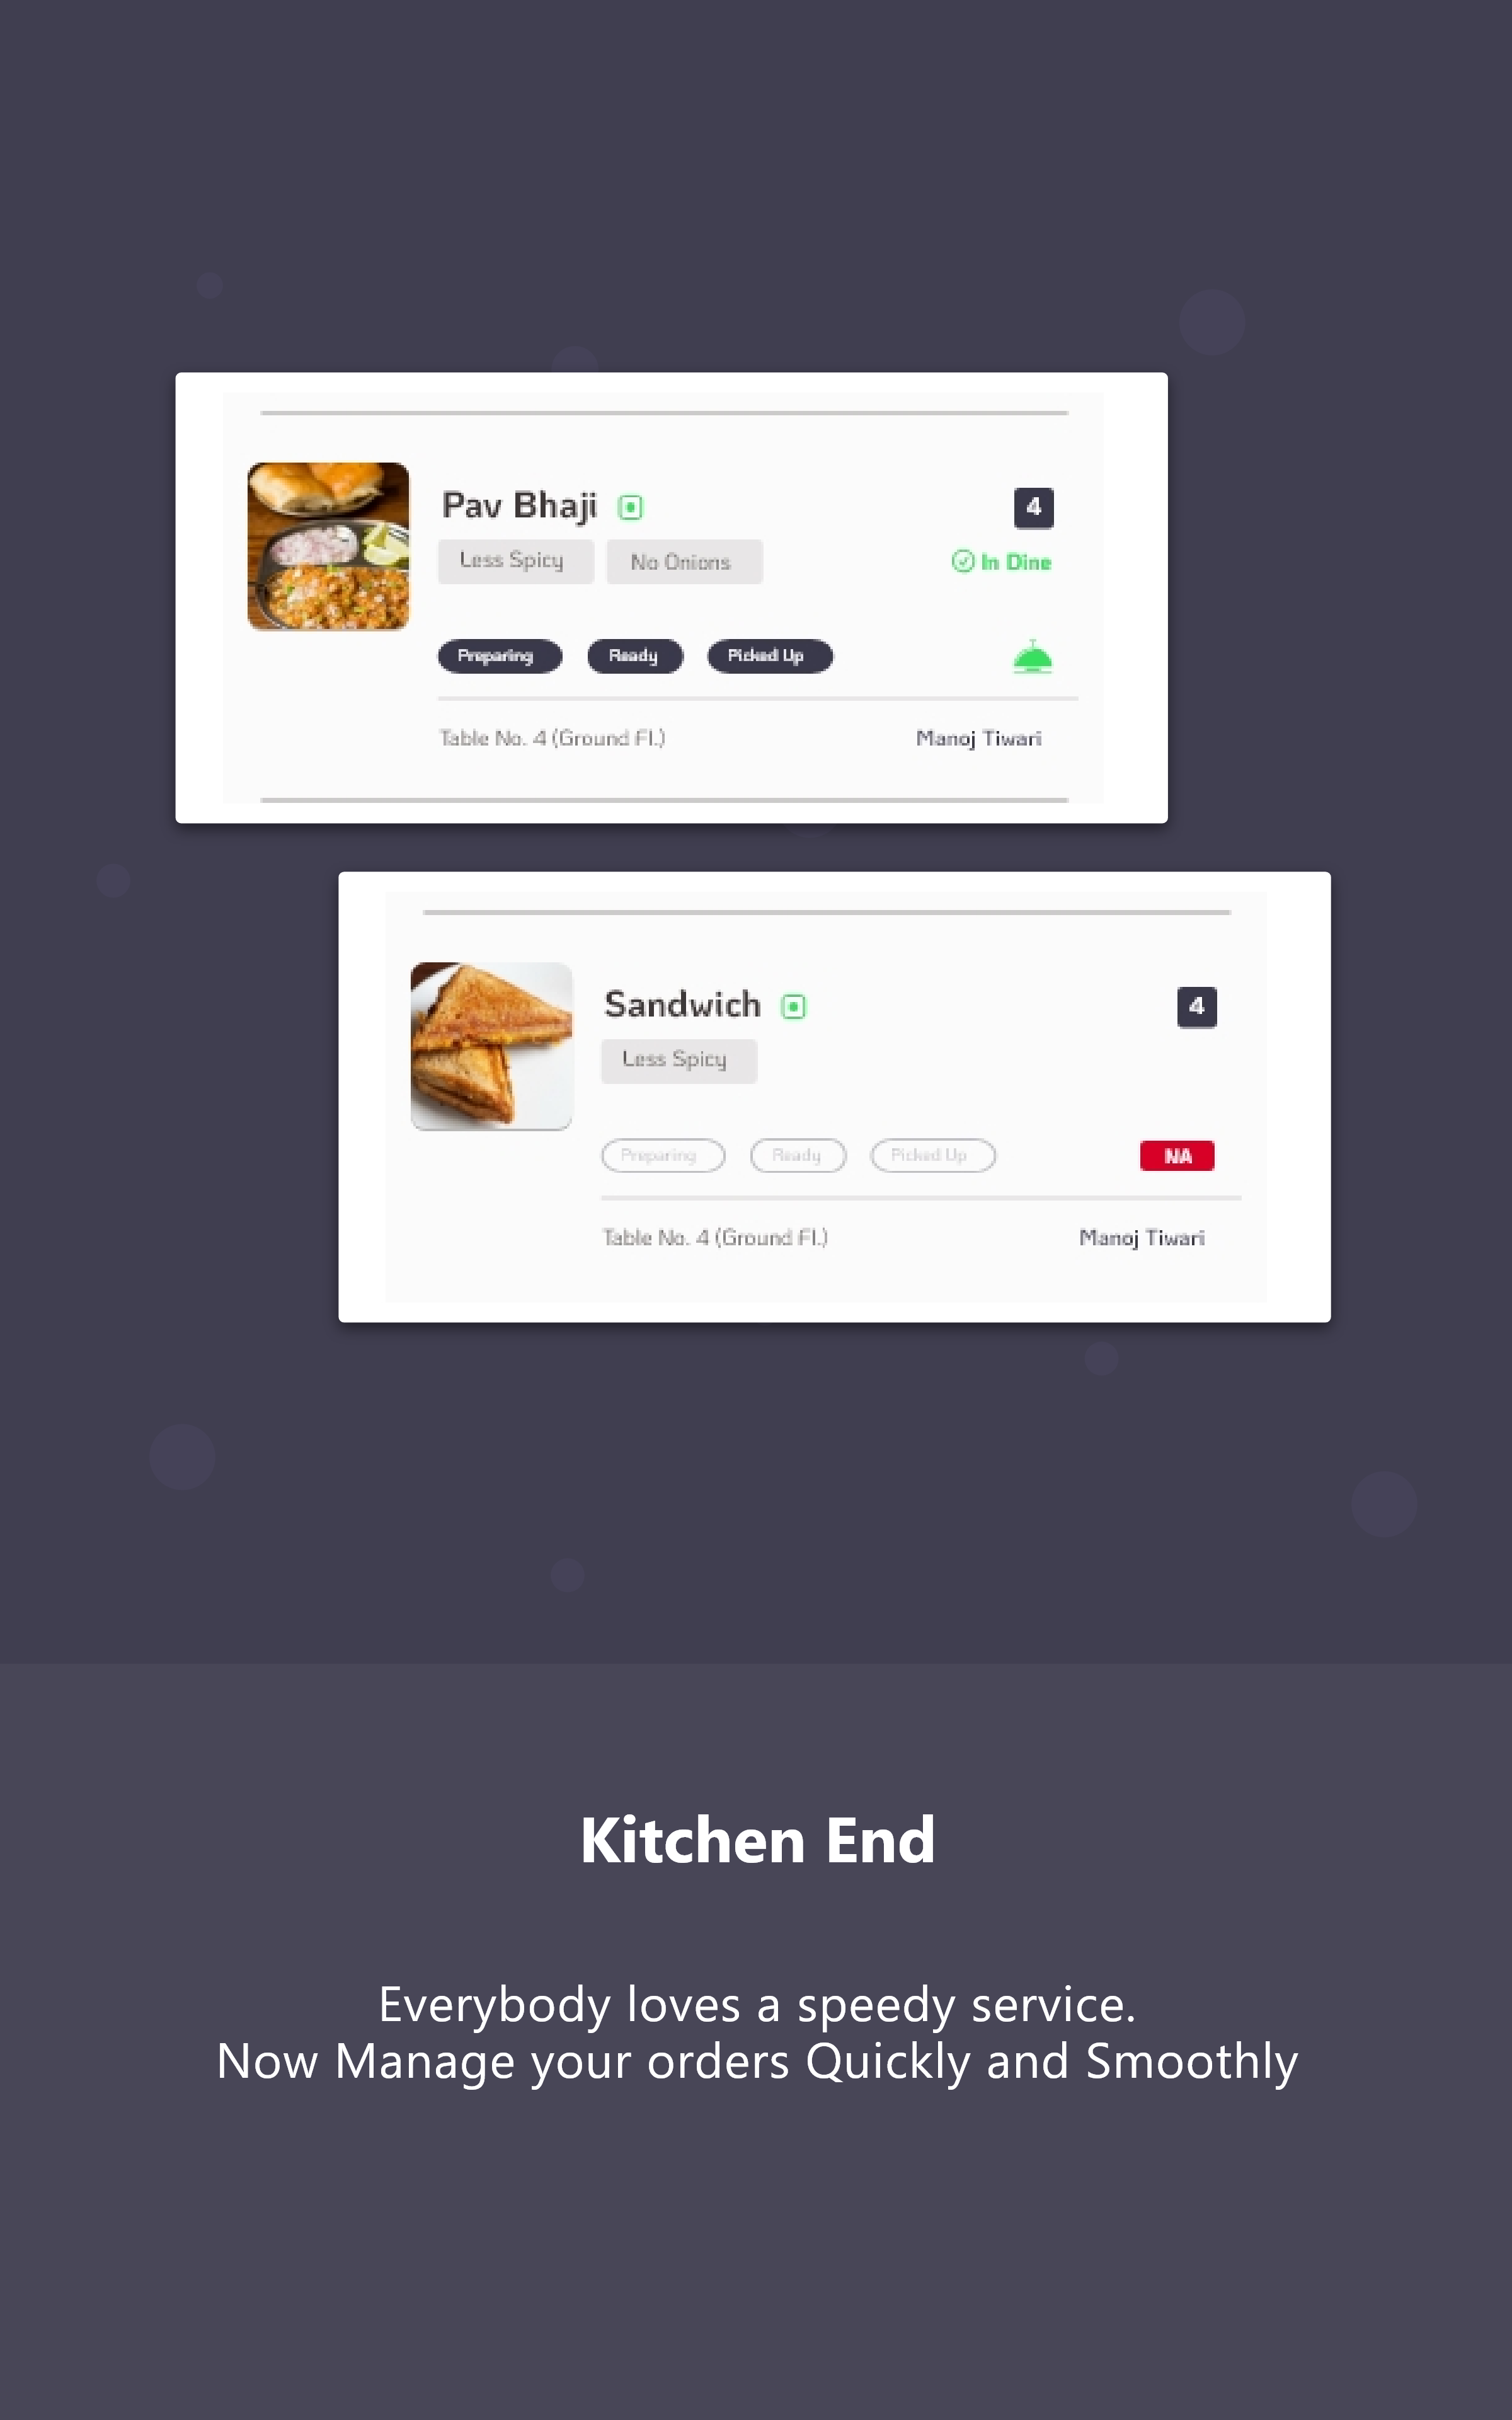 Pav Bhaji
4
Less Spicy No Onions
In Dine
Preparing Ready Picked Up
Table No. 4 (Ground Fl.) Manoj Tiwari
Sandwich
4
Less Spicy
Preparing Ready Picked Up
NA
Table No. 4 (Ground Fl.) Manoj Tiwari
Kitchen End
Everybody loves a speedy service.
Now Manage your orders Quickly and Smoothly